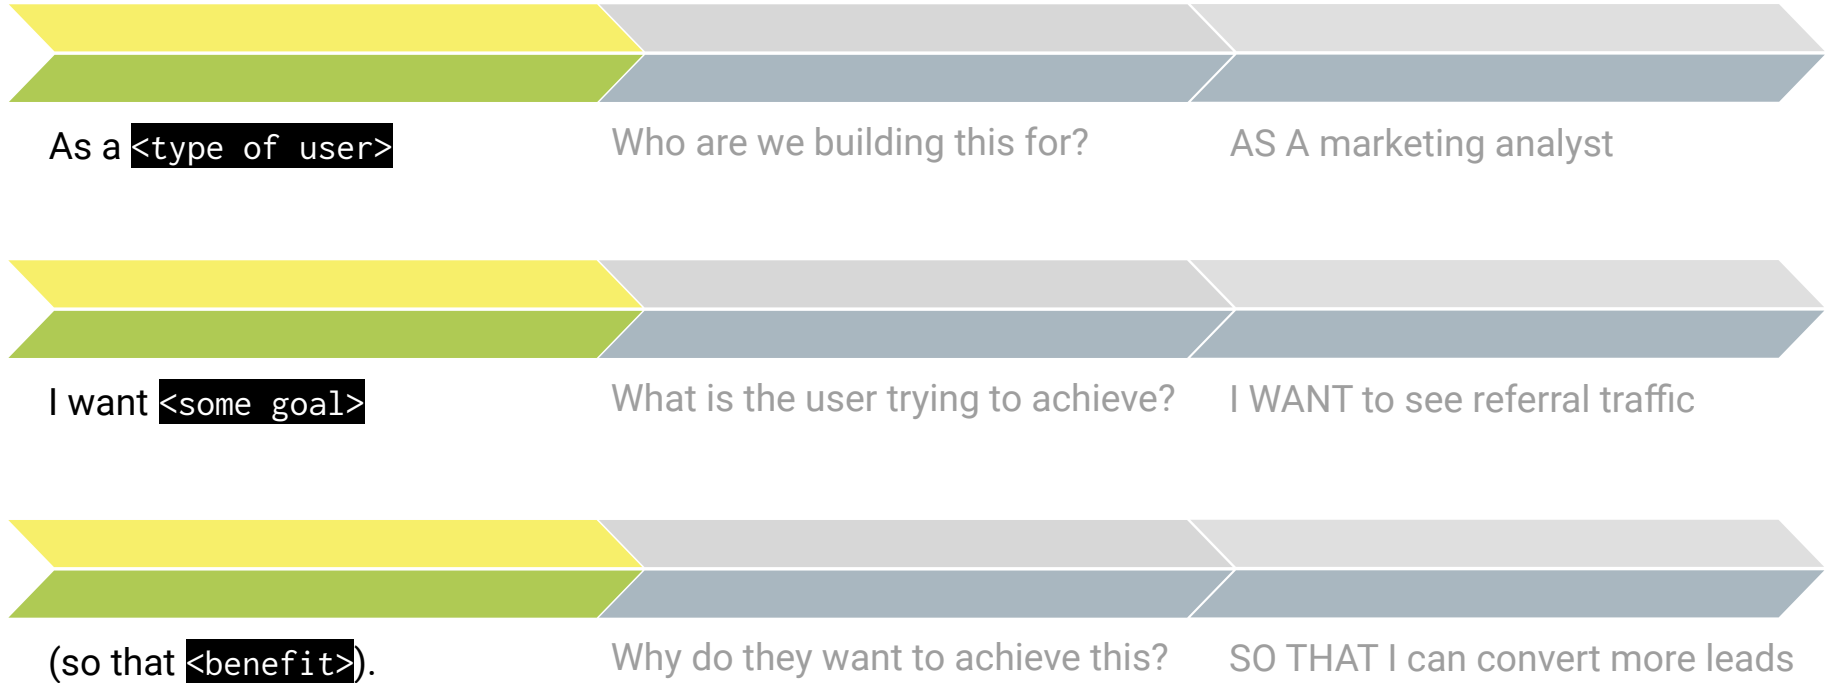 As a <type of user>
Who are we building this for?
AS A marketing analyst
I want <some goal>
What is the user trying to achieve?
I WANT to see referral traffic
(so that <benefit>).
Why do they want to achieve this?
SO THAT I can convert more leads